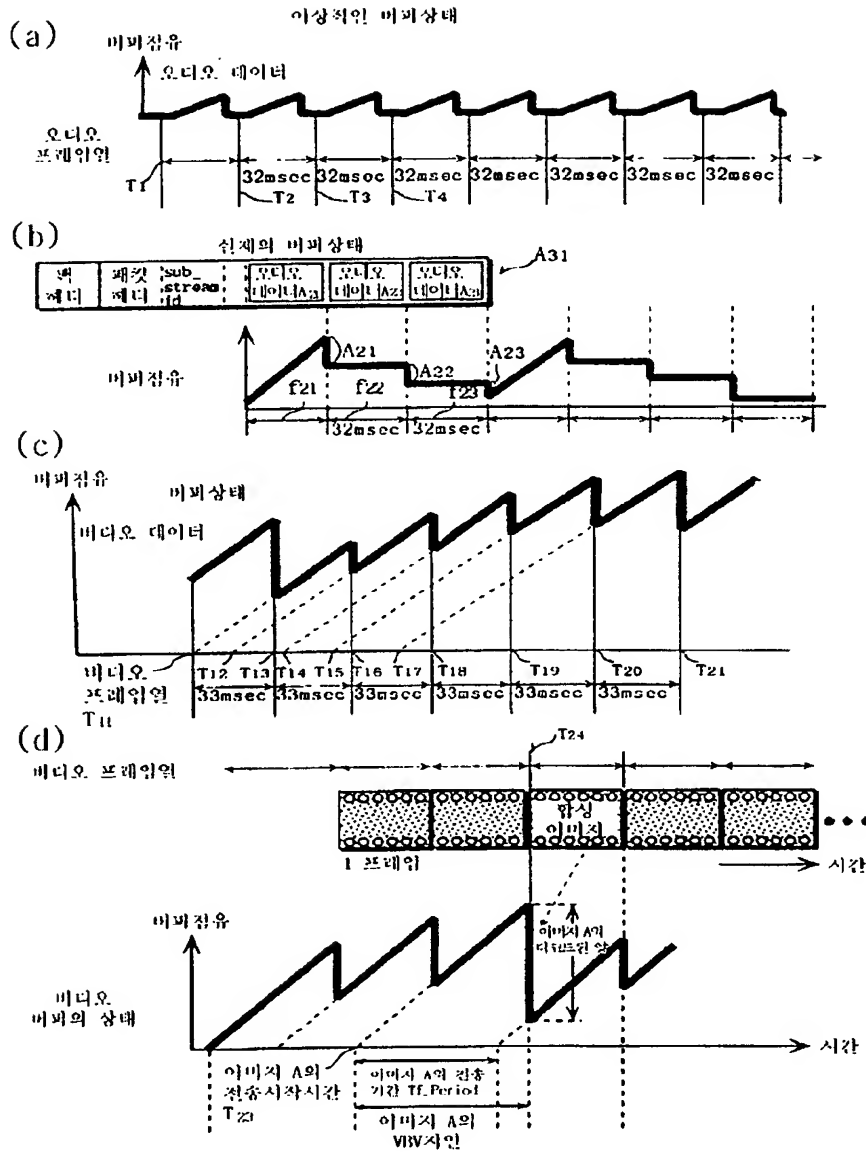 (a)
이상적인 버퍼상태
버퍼점유
오디오 데이터
오디오
프레임열
T1
32msec 32msec 32msec 32msec 32msec 32msec 32msec
T2 T3 T4
(b)
실제의 버퍼상태
A31
팩 패킷 sub_ 오디오 오디오 오디오
헤더 헤더 stream 데이터A21 데이터A22 데이터A23
id
A21
A22
A23
버퍼점유
f21 f22 f23
32msec 32msec
(c)
버퍼점유
버퍼상태
비디오 데이터
비디오
프레임열
T11
T12 T13 T14 T15 T16 T17 T18 T19 T20 T21
33msec 33msec 33msec 33msec 33msec 33msec
(d)
T24
비디오 프레임열
합성
이미지
1 프레임
시간
버퍼점유
이미지 A의
디코드된 양
비디오
버퍼의 상태
시간
이미지 A의
전송시작시간
T23
이미지 A의 전송
기간 Tf_Period
이미지 A의
VBV지연